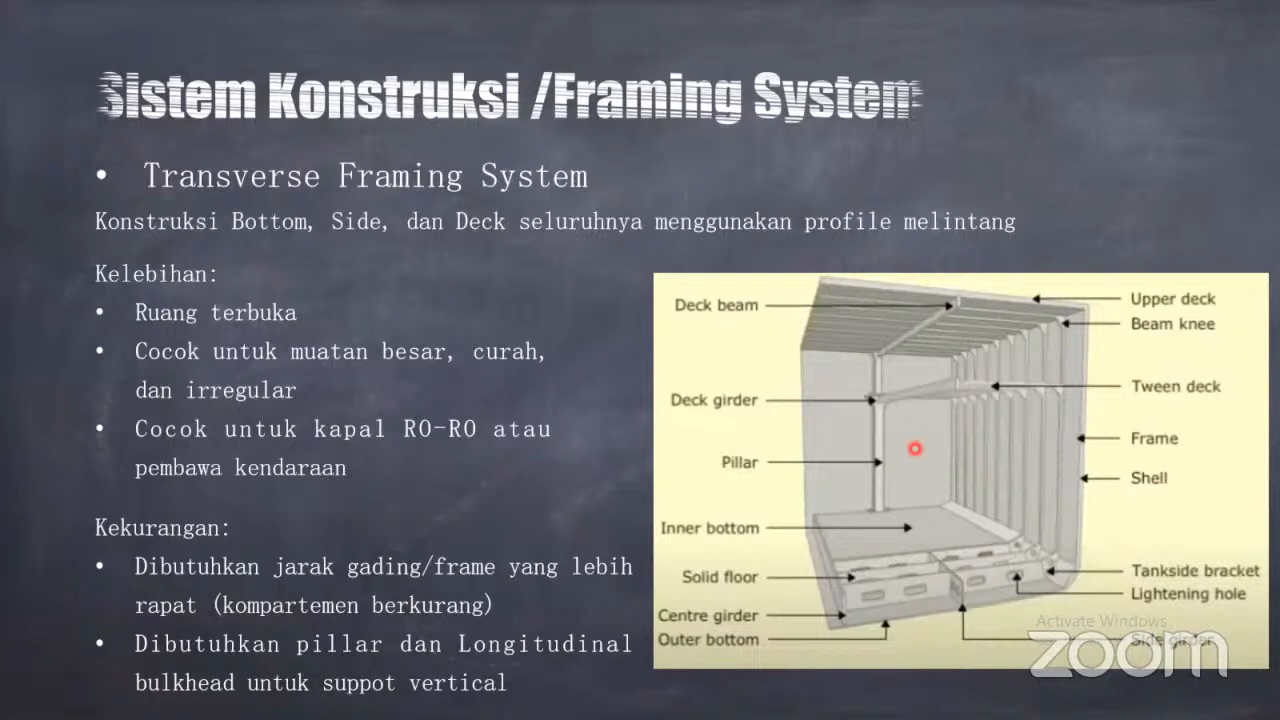 Sistem Konstruksi /Framing System
• Transverse Framing System
Konstruksi Bottom, Side, dan Deck seluruhnya menggunakan profile melintang
Kelebihan:
• Ruang terbuka
• Cocok untuk muatan besar, curah,
dan irregular
• Cocok untuk kapal RO-RO atau
pembawa kendaraan
Kekurangan:
• Dibutuhkan jarak gading/frame yang lebih
rapat (kompartemen berkurang)
• Dibutuhkan pillar dan Longitudinal
bulkhead untuk suppot vertical
Deck beam
Deck girder
Pillar
Inner bottom
Solid floor
Centre girder
Outer bottom
Upper deck
Beam knee
Tween deck
Frame
Shell
Tankside bracket
Lightening hole
Side girder
Activate Windows
zoom